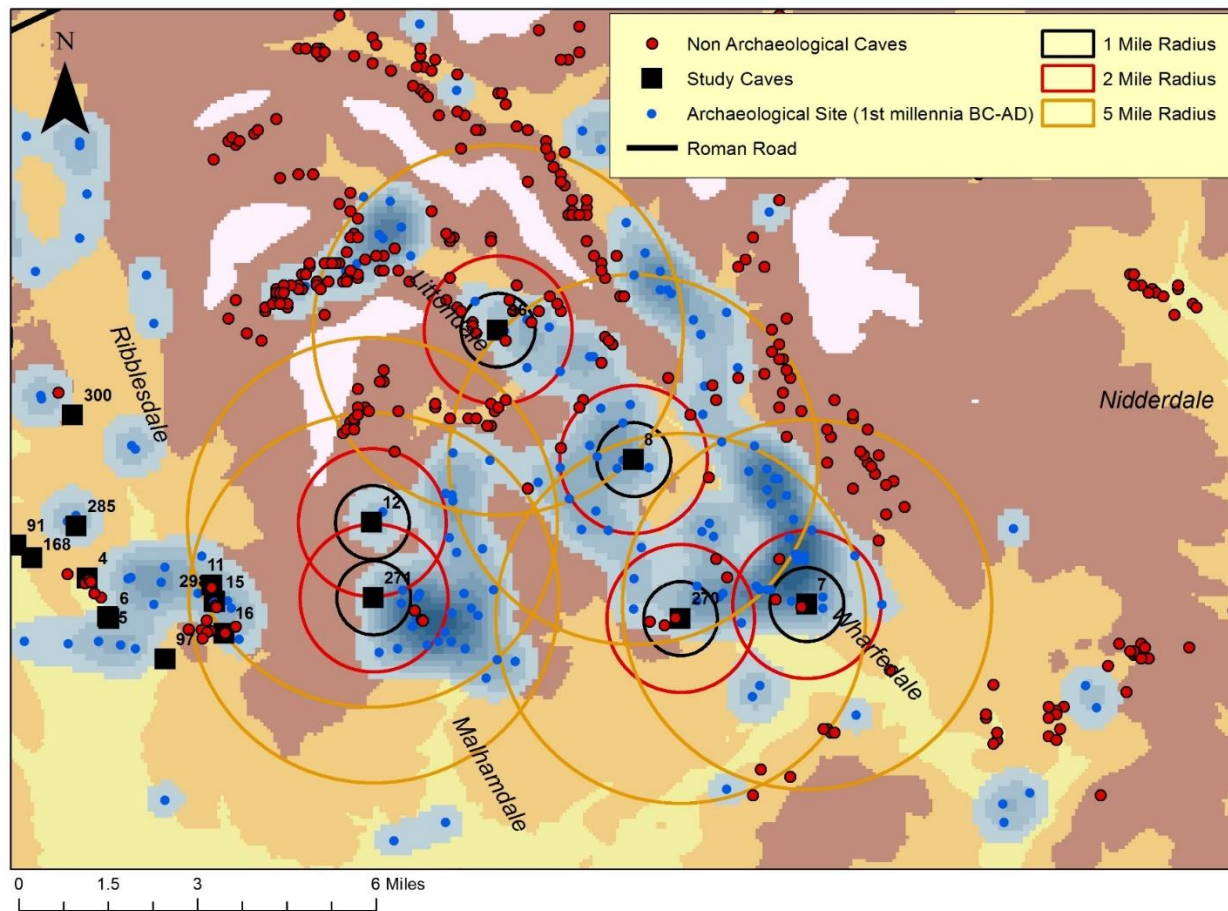 N
Non Archaeological Caves
Study Caves
Archaeological Site (1st millennia BC-AD)
Roman Road
1 Mile Radius
2 Mile Radius
5 Mile Radius
Littondale
Ribblesdale
300
8
Nidderdale
12
285
91
168
4
11
15
271
6
5
16
97
270
7
Wharfedale
Malhamdale
0
1.5
3
6 Miles